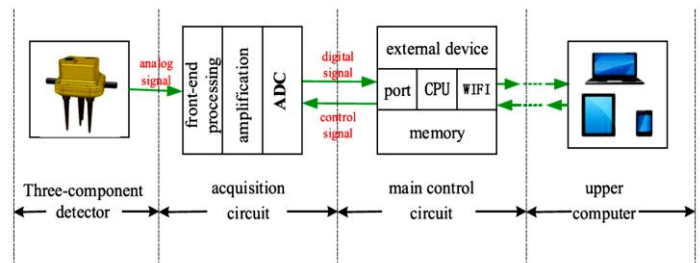 analog
signal
front-end
processing
amplification
ADC
digital
signal
control
signal
external device
port CPU WIFI
memory
Three-component
detector
acquisition
circuit
main control
circuit
upper
computer